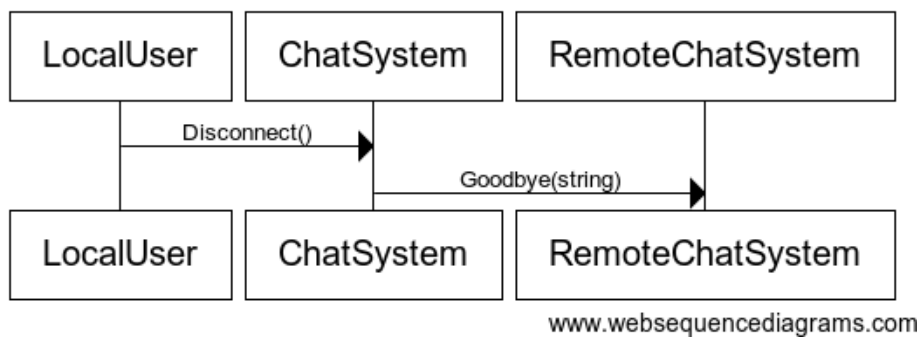 LocalUser ChatSystem RemoteChatSystem
Disconnect()
Goodbye(string)
LocalUser ChatSystem RemoteChatSystem
www.websequencediagrams.com